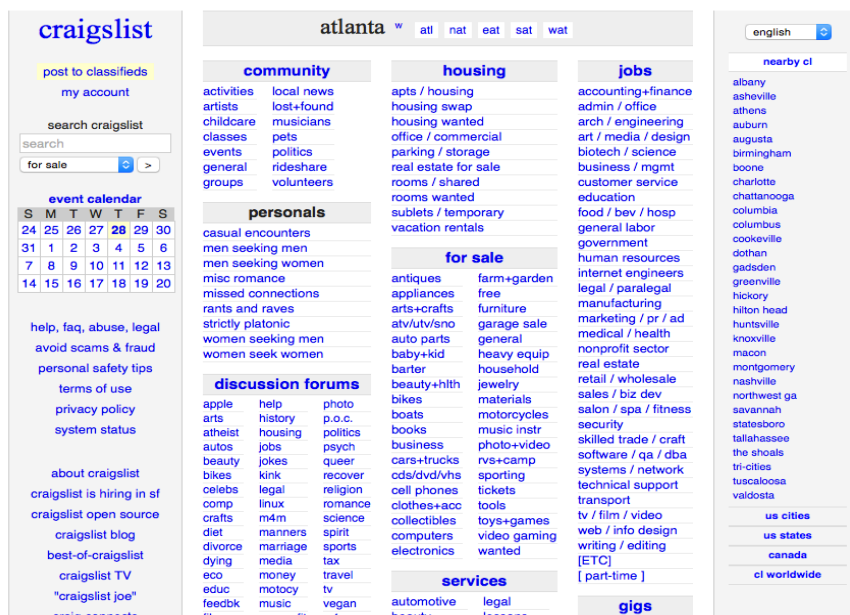 craigslist
post to classifieds
my account
search craigslist
search
for sale >
event calendar
S M T W T F S
24 25 26 27 28 29 30
31 1 2 3 4 5 6
7 8 9 10 11 12 13
14 15 16 17 18 19 20
help, faq, abuse, legal
avoid scams & fraud
personal safety tips
terms of use
privacy policy
system status
about craigslist
craigslist is hiring in sf
craigslist open source
craigslist blog
best-of-craigslist
craigslist TV
"craigslist joe"
craig connects
atlanta w atl nat eat sat wat
community
activities local news
artists lost+found
childcare musicians
classes pets
events politics
general rideshare
groups volunteers
personals
casual encounters
men seeking men
men seeking women
misc romance
missed connections
rants and raves
strictly platonic
women seeking men
women seek women
discussion forums
apple help photo
arts history p.o.c.
atheist housing politics
autos jobs psych
beauty jokes queer
bikes kink recover
celebs legal religion
comp linux romance
crafts m4m science
diet manners spirit
divorce marriage sports
dying media tax
eco money travel
educ motocy tv
feedbk music vegan
housing
apts / housing
housing swap
housing wanted
office / commercial
parking / storage
real estate for sale
rooms / shared
rooms wanted
sublets / temporary
vacation rentals
for sale
antiques farm+garden
appliances free
arts+crafts furniture
atv/utv/sno garage sale
auto parts general
baby+kid heavy equip
barter household
beauty+hlth jewelry
bikes materials
boats motorcycles
books music instr
business photo+video
cars+trucks rvs+camp
cds/dvd/vhs sporting
cell phones tickets
clothes+acc tools
collectibles toys+games
computers video gaming
electronics wanted
services
automotive legal
beauty lessons
jobs
accounting+finance
admin / office
arch / engineering
art / media / design
biotech / science
business / mgmt
customer service
education
food / bev / hosp
general labor
government
human resources
internet engineers
legal / paralegal
manufacturing
marketing / pr / ad
medical / health
nonprofit sector
real estate
retail / wholesale
sales / biz dev
salon / spa / fitness
security
skilled trade / craft
software / qa / dba
systems / network
technical support
transport
tv / film / video
web / info design
writing / editing
[ETC]
[ part-time ]
gigs
english
nearby cl
albany
asheville
athens
auburn
augusta
birmingham
boone
charlotte
chattanooga
columbia
columbus
cookeville
dothan
gadsden
greenville
hickory
hilton head
huntsville
knoxville
macon
montgomery
nashville
northwest ga
savannah
statesboro
tallahassee
the shoals
tri-cities
tuscaloosa
valdosta
us cities
us states
canada
cl worldwide